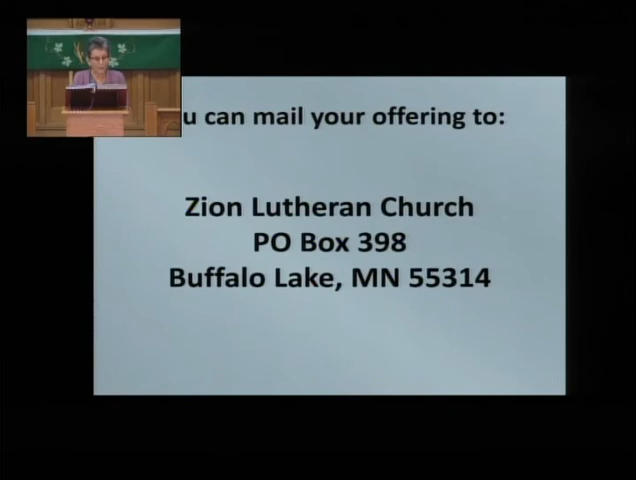 u can mail your offering to:
Zion Lutheran Church
PO Box 398
Buffalo Lake, MN 55314